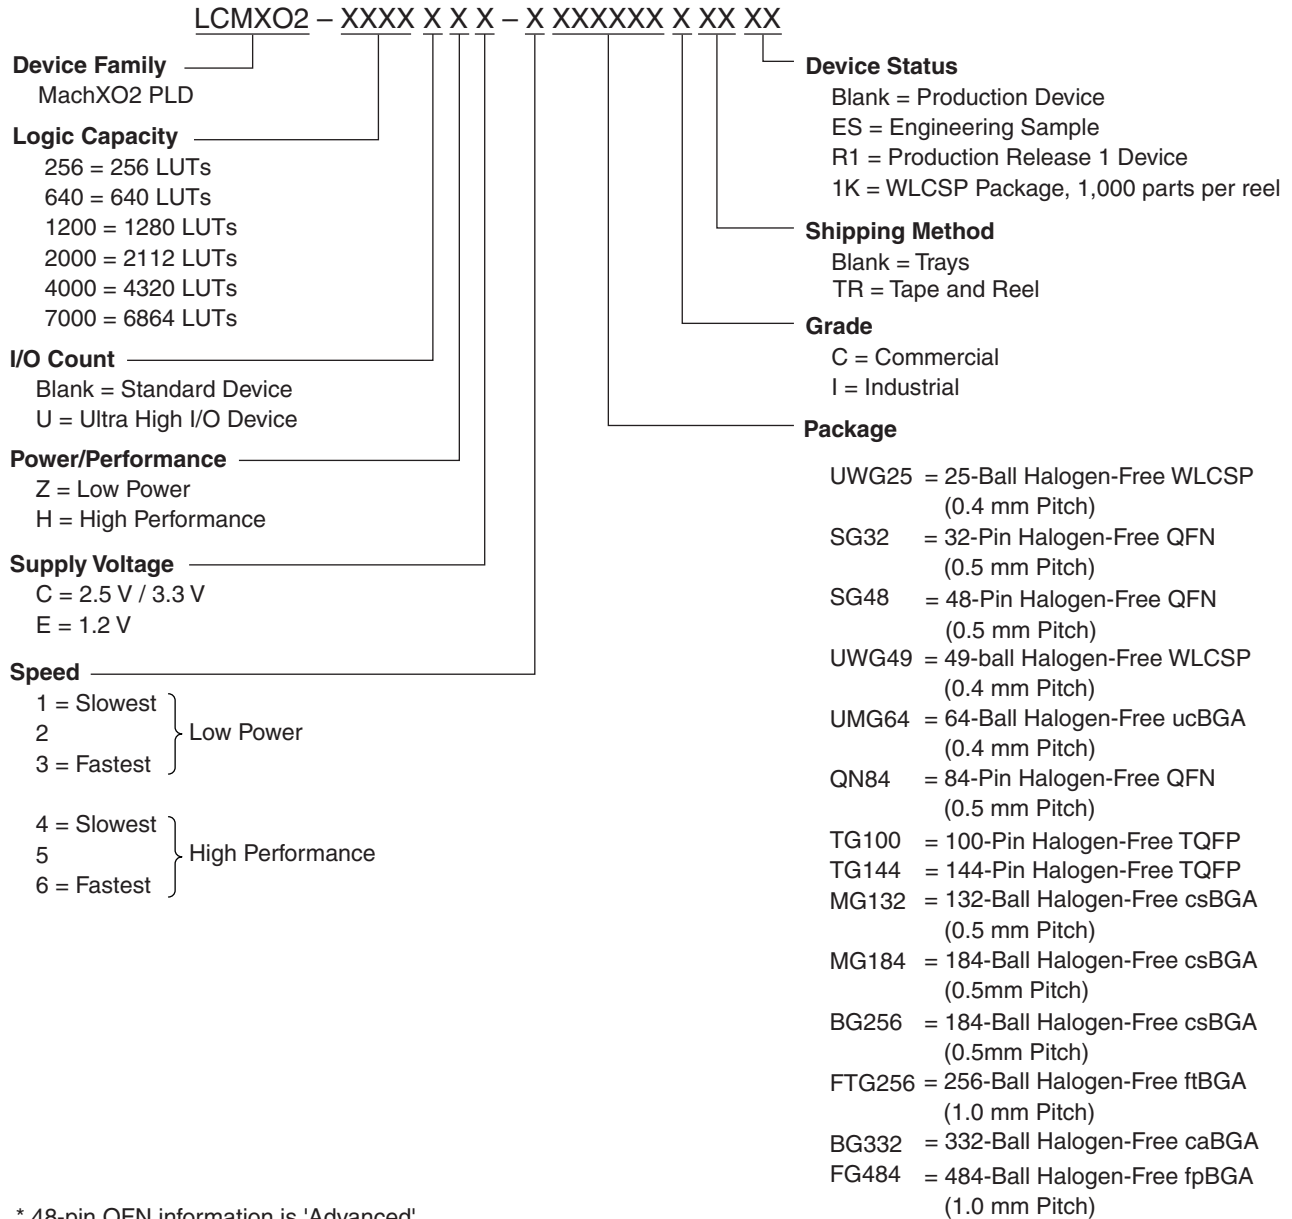 LCMXO2 – XXXX X X X – X XXXXXX X XX XX
Device Family
MachXO2 PLD
Logic Capacity
256 = 256 LUTs
640 = 640 LUTs
1200 = 1280 LUTs
2000 = 2112 LUTs
4000 = 4320 LUTs
7000 = 6864 LUTs
I/O Count
Blank = Standard Device
U = Ultra High I/O Device
Power/Performance
Z = Low Power
H = High Performance
Supply Voltage
C = 2.5 V / 3.3 V
E = 1.2 V
Speed
1 = Slowest
2
3 = Fastest
Low Power
4 = Slowest
5
6 = Fastest
High Performance
Device Status
Blank = Production Device
ES = Engineering Sample
R1 = Production Release 1 Device
1K = WLCSP Package, 1,000 parts per reel
Shipping Method
Blank = Trays
TR = Tape and Reel
Grade
C = Commercial
I = Industrial
Package
UWG25 = 25-Ball Halogen-Free WLCSP
(0.4 mm Pitch)
SG32 = 32-Pin Halogen-Free QFN
(0.5 mm Pitch)
SG48 = 48-Pin Halogen-Free QFN
(0.5 mm Pitch)
UWG49 = 49-ball Halogen-Free WLCSP
(0.4 mm Pitch)
UMG64 = 64-Ball Halogen-Free ucBGA
(0.4 mm Pitch)
QN84 = 84-Pin Halogen-Free QFN
(0.5 mm Pitch)
TG100 = 100-Pin Halogen-Free TQFP
TG144 = 144-Pin Halogen-Free TQFP
MG132 = 132-Ball Halogen-Free csBGA
(0.5 mm Pitch)
MG184 = 184-Ball Halogen-Free csBGA
(0.5mm Pitch)
BG256 = 184-Ball Halogen-Free csBGA
(0.5mm Pitch)
FTG256 = 256-Ball Halogen-Free ftBGA
(1.0 mm Pitch)
BG332 = 332-Ball Halogen-Free caBGA
FG484 = 484-Ball Halogen-Free fpBGA
(1.0 mm Pitch)
* 48-pin QFN information is 'Advanced'